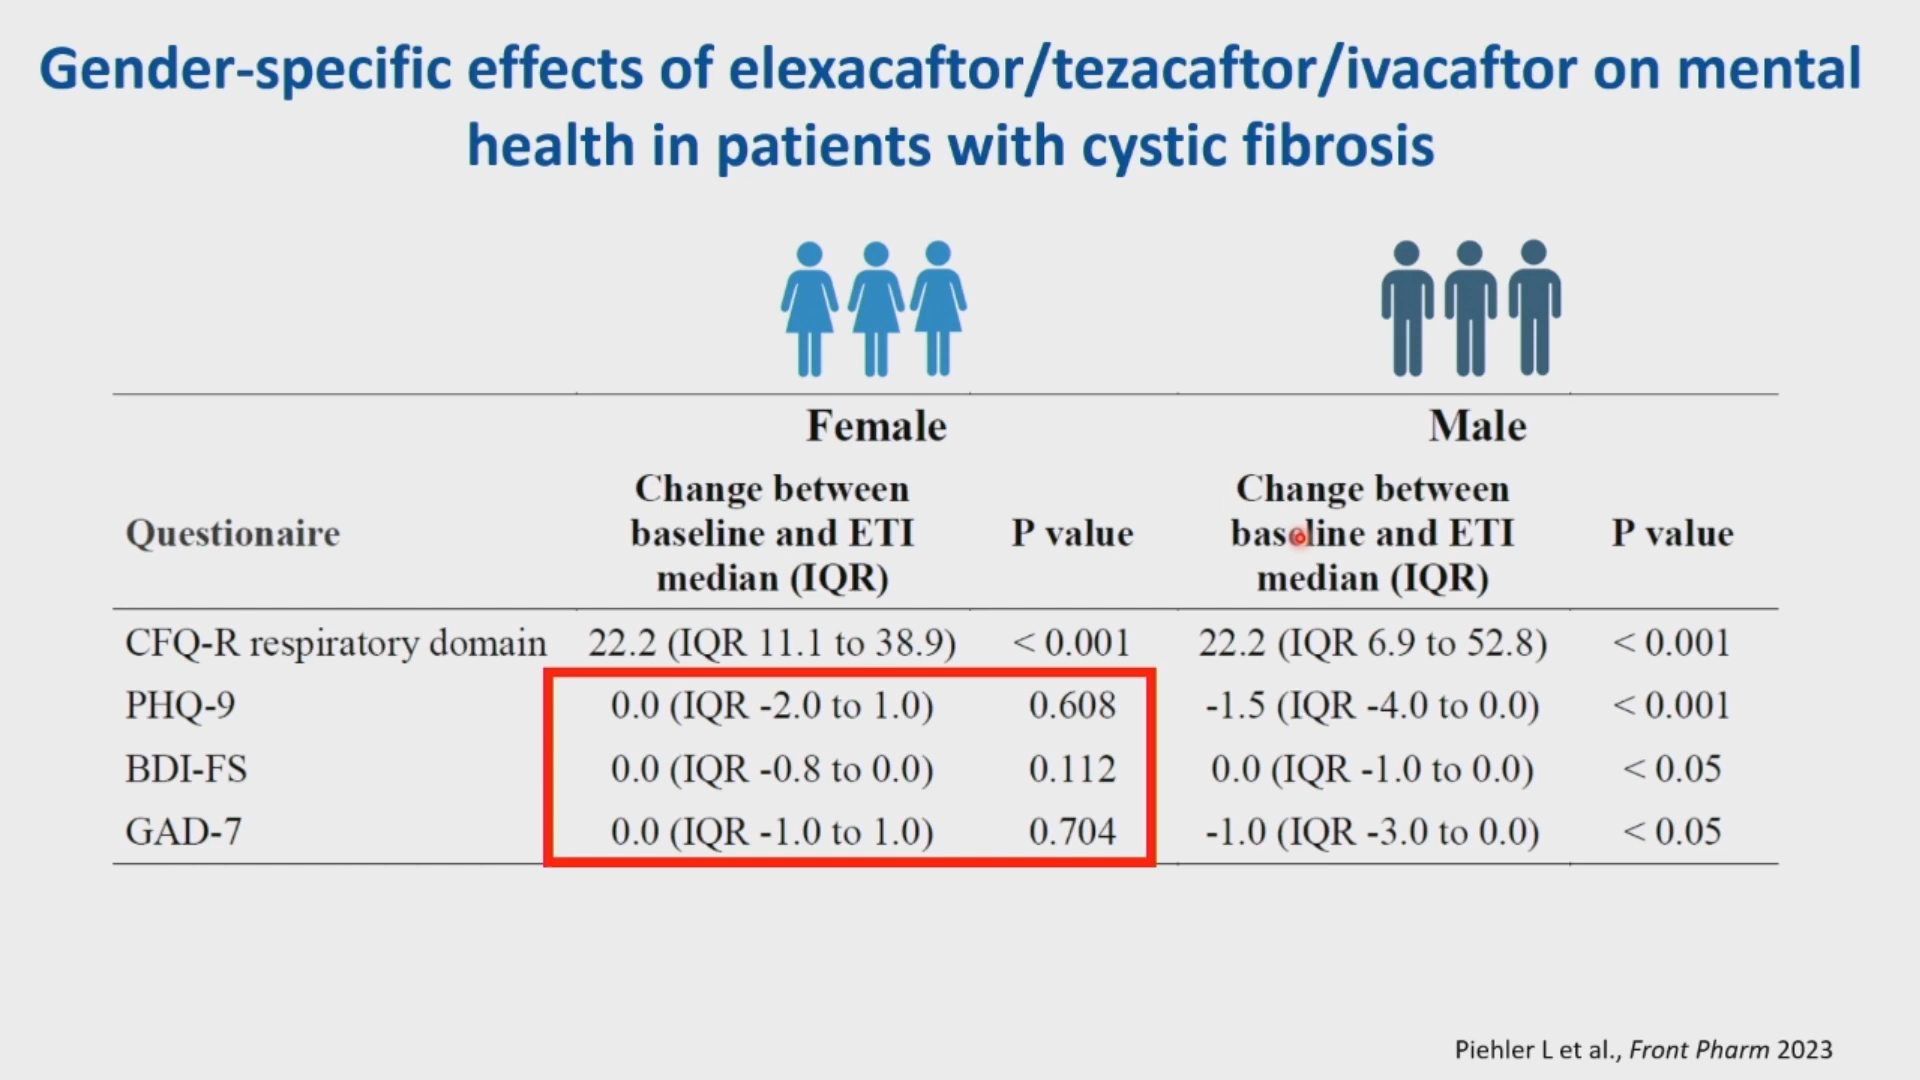 Gender-specific effects of elexacaftor/tezacaftor/ivacaftor on mental
health in patients with cystic fibrosis
Female Male
Questionaire Change between baseline and ETI median (IQR) P value Change between baseline and ETI median (IQR) P value
CFQ-R respiratory domain 22.2 (IQR 11.1 to 38.9) < 0.001 22.2 (IQR 6.9 to 52.8) < 0.001
PHQ-9 0.0 (IQR -2.0 to 1.0) 0.608 -1.5 (IQR -4.0 to 0.0) < 0.001
BDI-FS 0.0 (IQR -0.8 to 0.0) 0.112 0.0 (IQR -1.0 to 0.0) < 0.05
GAD-7 0.0 (IQR -1.0 to 1.0) 0.704 -1.0 (IQR -3.0 to 0.0) < 0.05
Piehler L et al., Front Pharm 2023